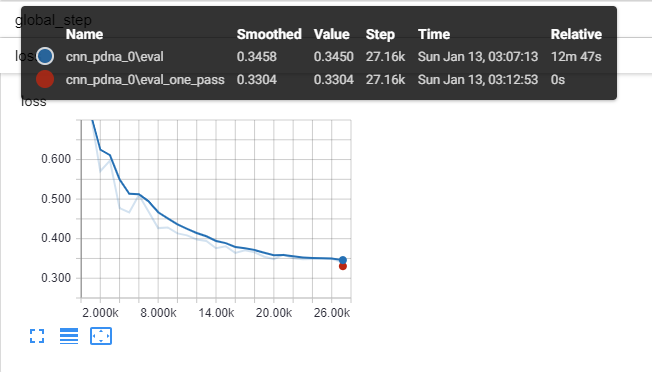 global_step
Name Smoothed Value Step Time Relative
loss
cnn_pdna_0\eval 0.3458 0.3450 27.16k Sun Jan 13, 03:07:13 12m 47s
cnn_pdna_0\eval_one_pass 0.3304 0.3304 27.16k Sun Jan 13, 03:12:53 0s
loss
0.600
0.500
0.400
0.300
2.000k 8.000k 14.00k 20.00k 26.00k